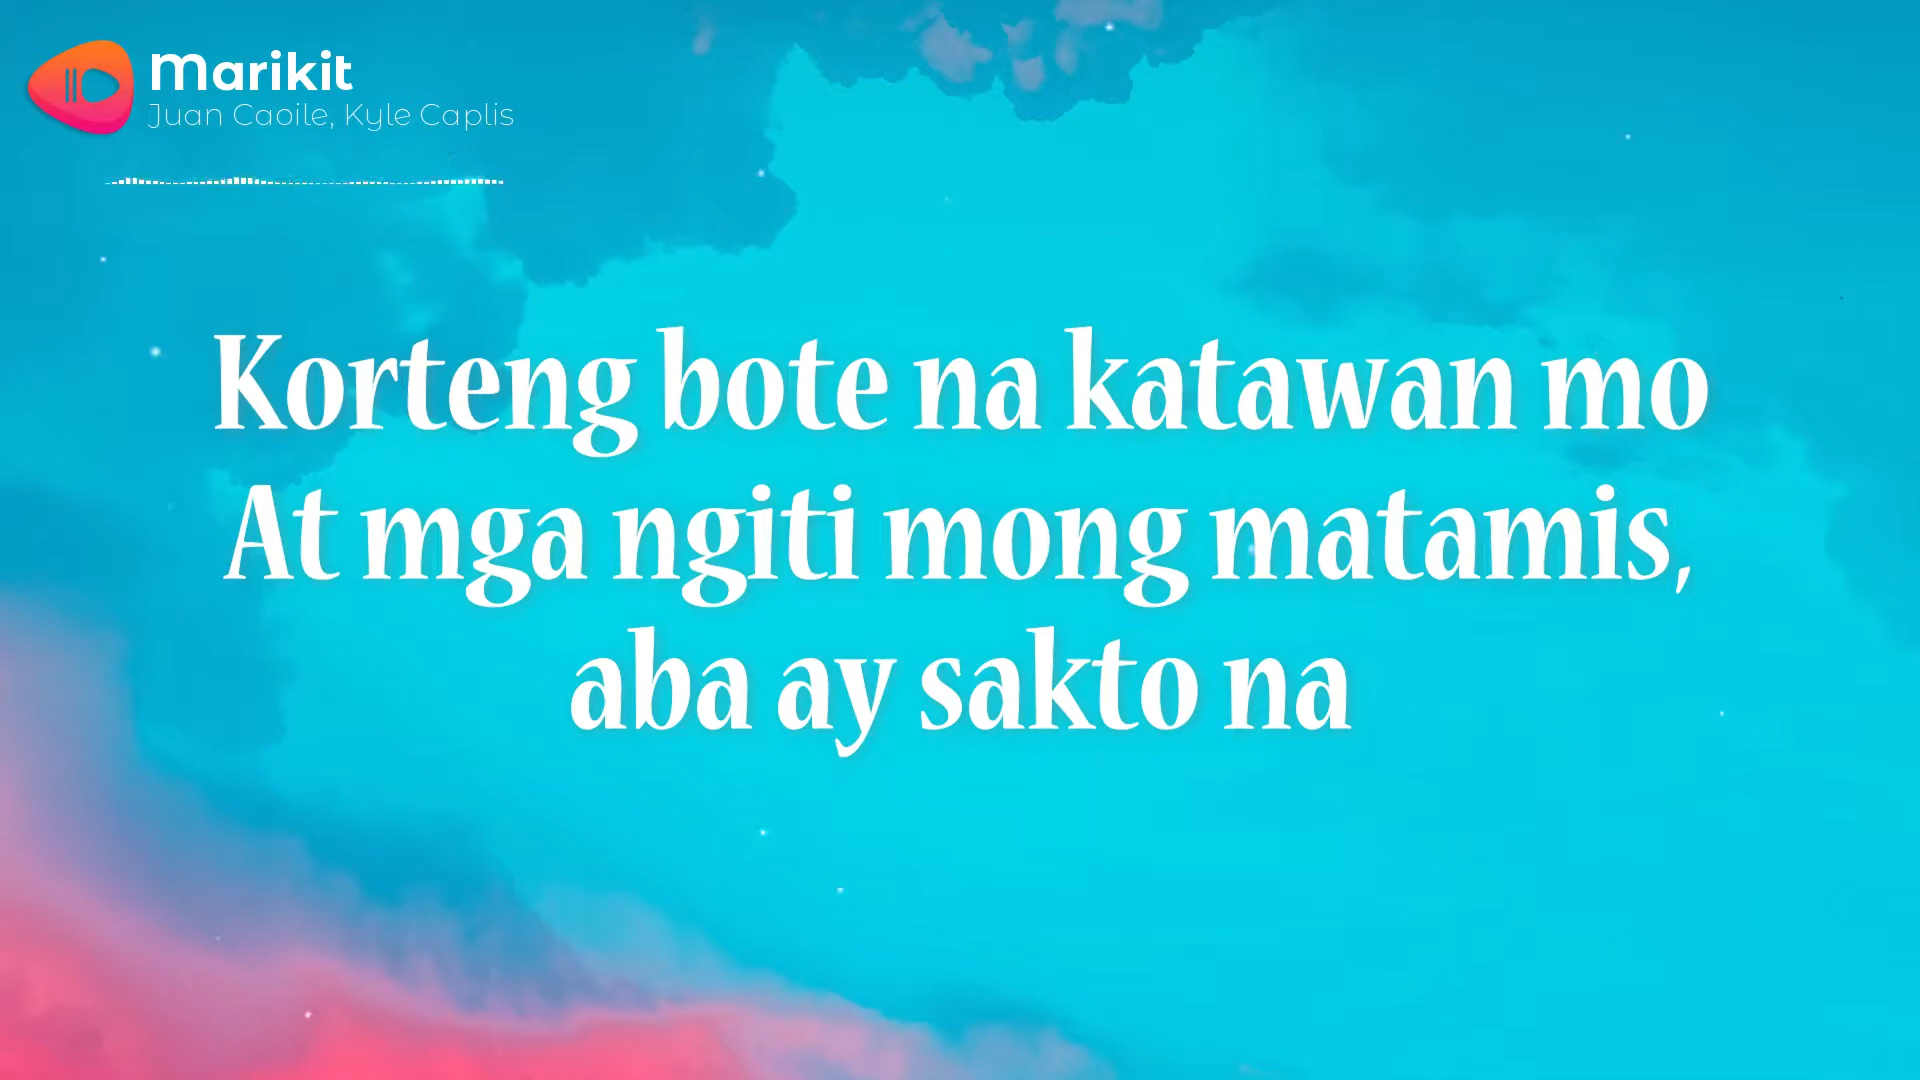 Marikit
Juan Caoile, Kyle Caplis
Korteng bote na katawan mo
At mga ngiti mong matamis,
aba ay sakto na